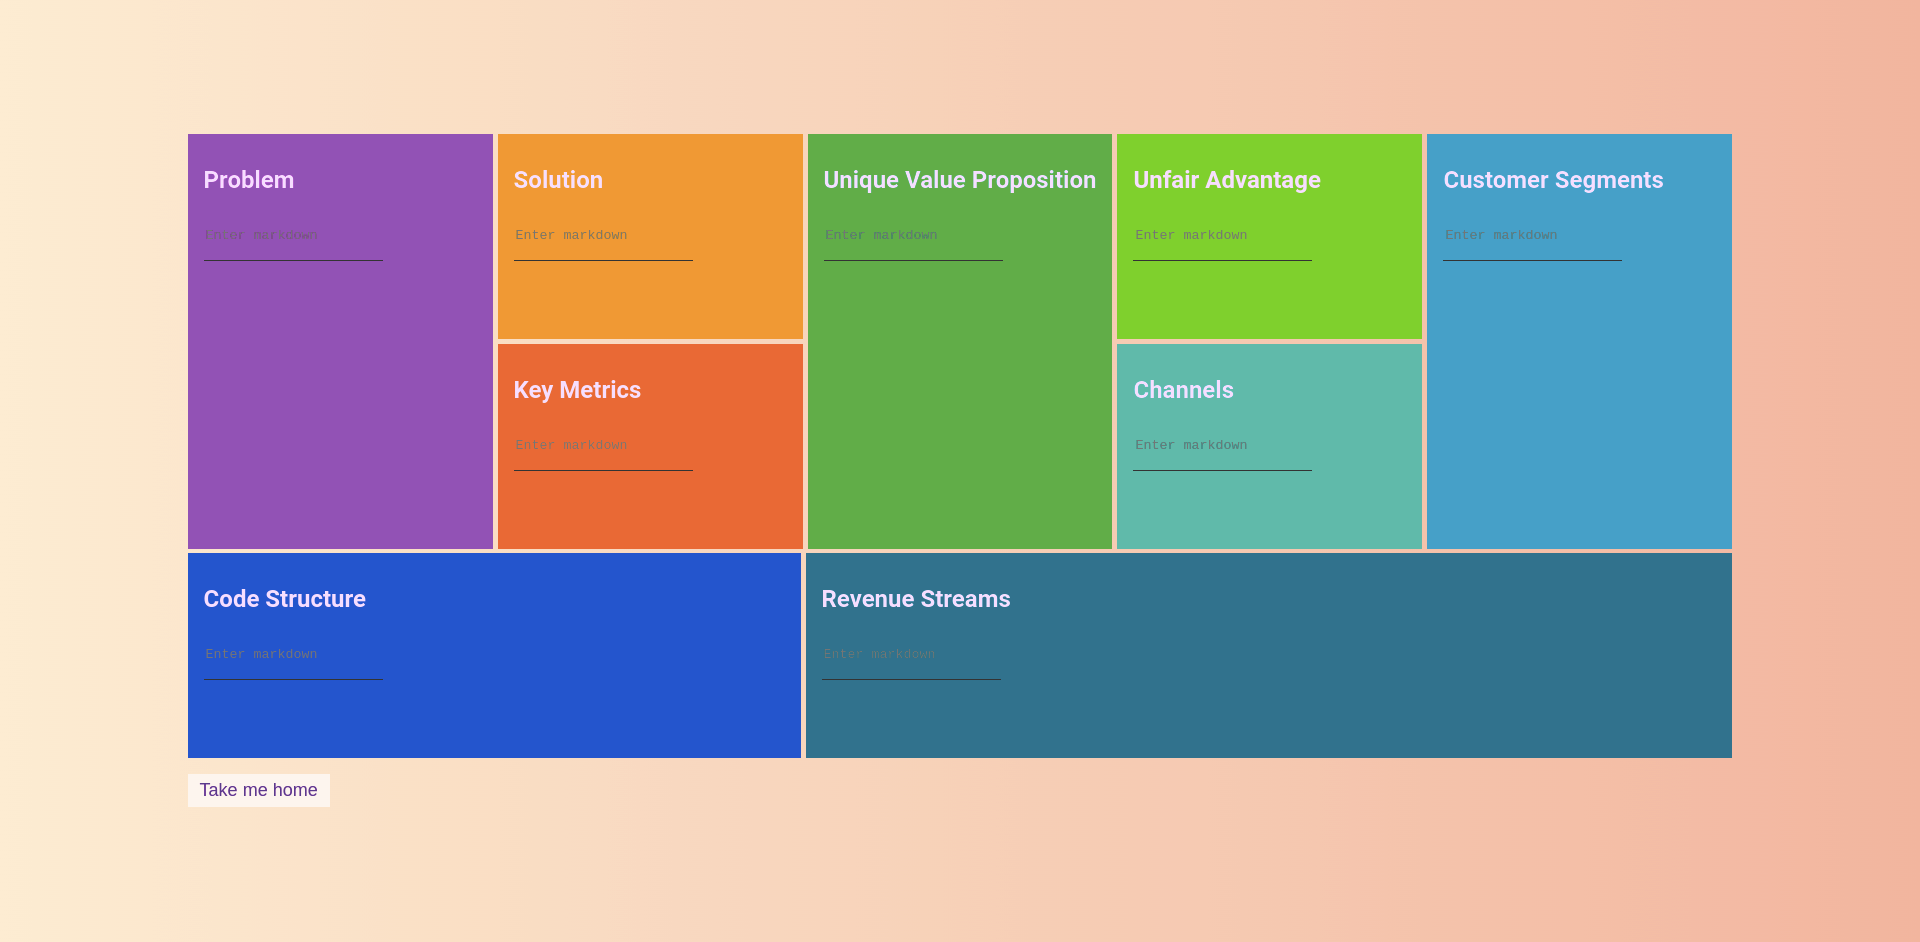 Problem
Enter markdown
Solution
Enter markdown
Key Metrics
Enter markdown
Unique Value Proposition
Enter markdown
Unfair Advantage
Enter markdown
Channels
Enter markdown
Customer Segments
Enter markdown
Code Structure
Enter markdown
Revenue Streams
Enter markdown
Take me home